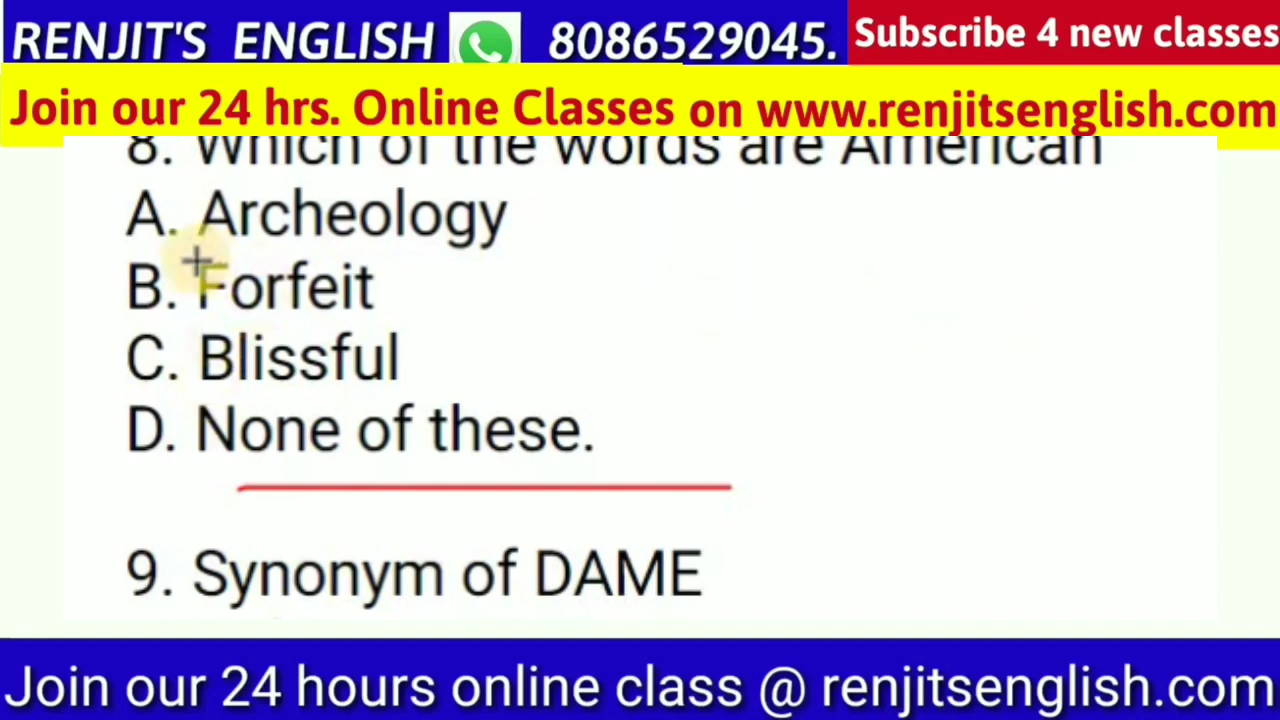 RENJIT'S ENGLISH 8086529045. Subscribe 4 new classes
Join our 24 hrs. Online Classes on www.renjitsenglish.com
8. Which of the words are American
A. Archeology
B. Forfeit
C. Blissful
D. None of these.
9. Synonym of DAME
Join our 24 hours online class @ renjitsenglish.com